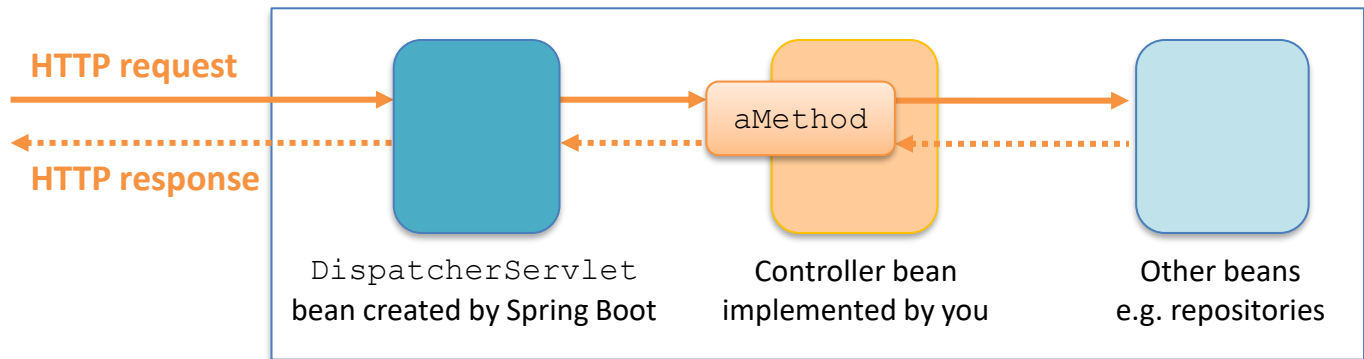 HTTP request
HTTP response
aMethod
DispatcherServlet
bean created by Spring Boot
Controller bean
implemented by you
Other beans
e.g. repositories